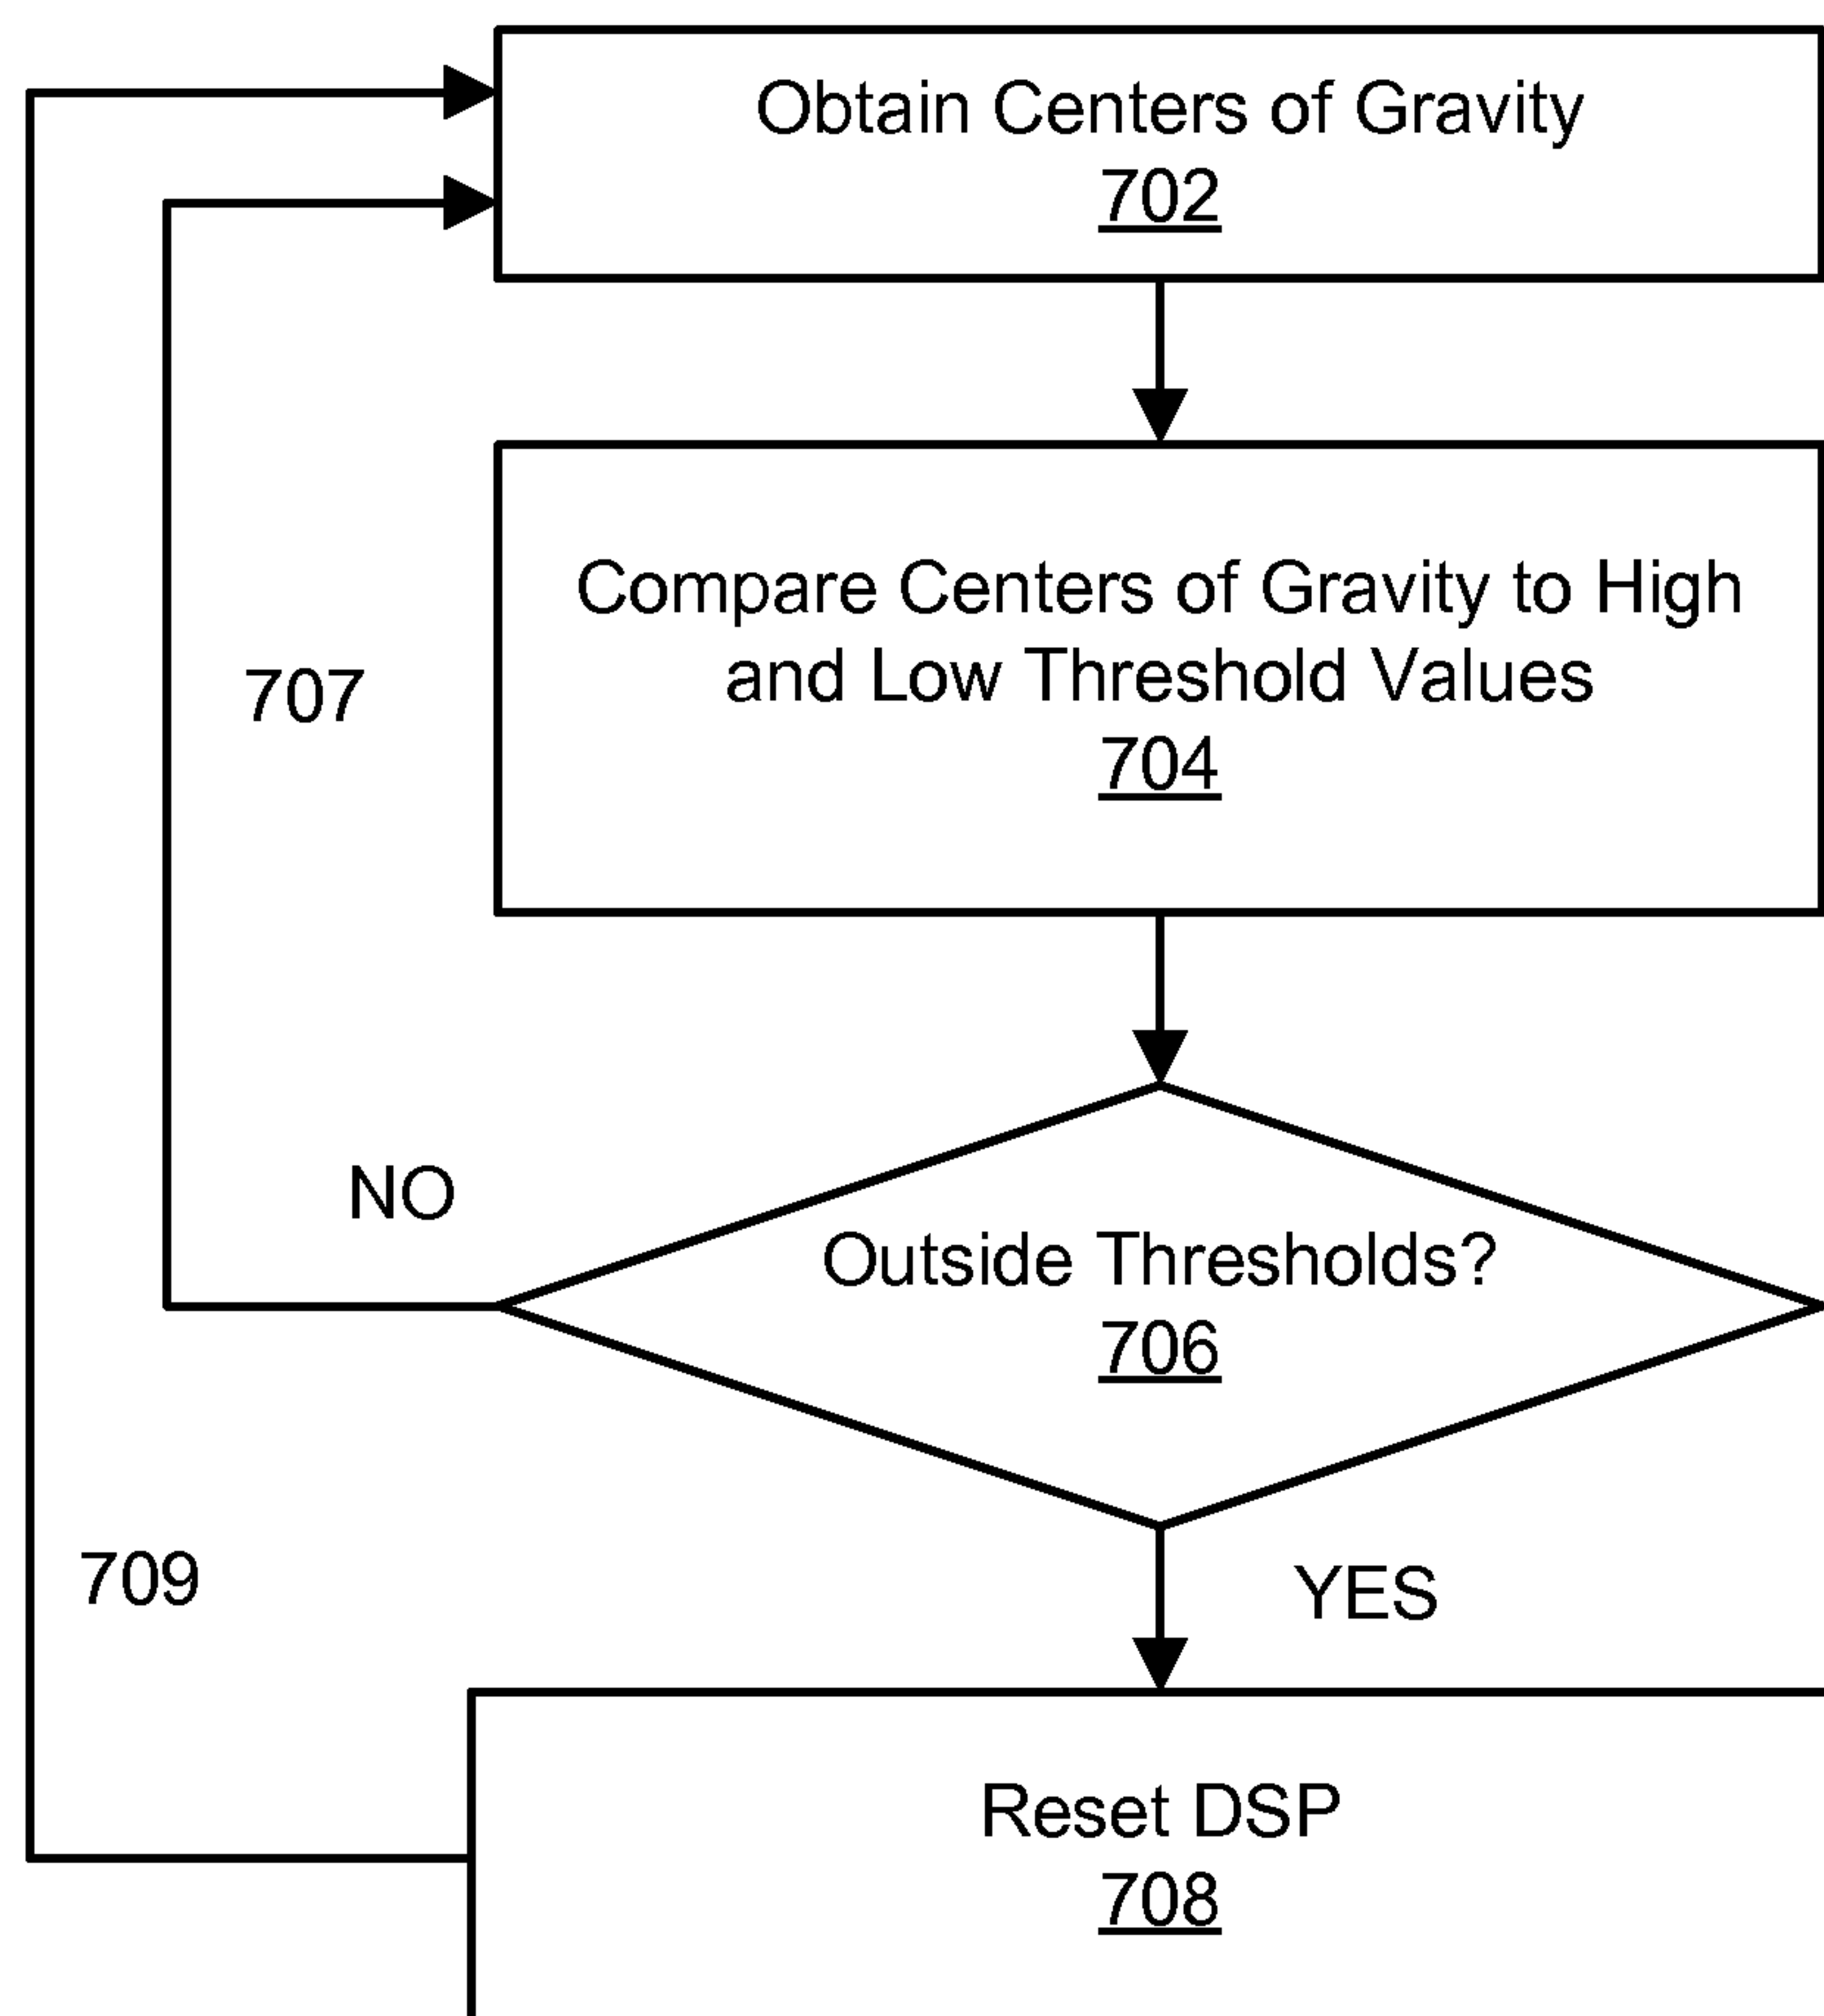 Obtain Centers of Gravity
702
Compare Centers of Gravity to High
and Low Threshold Values
704
707
NO
Outside Thresholds?
706
YES
709
Reset DSP
708